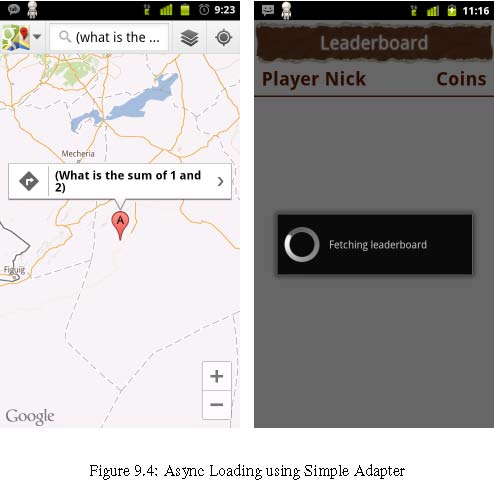 9:23
(what is the ...
Mecheria
(What is the sum of 1 and
2)
A
Figuig
Google
11:16
Leaderboard
Player Nick Coins
Fetching leaderboard
Figure 9.4: Async Loading using Simple Adapter